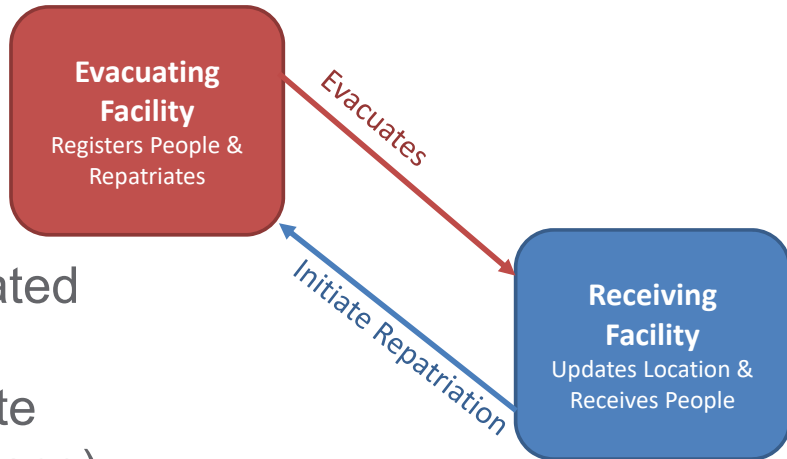 Evacuating
Facility
Registers People &
Repatriates
Evacuates
Initiate Repatriation
Receiving
Facility
Updates Location &
Receives People